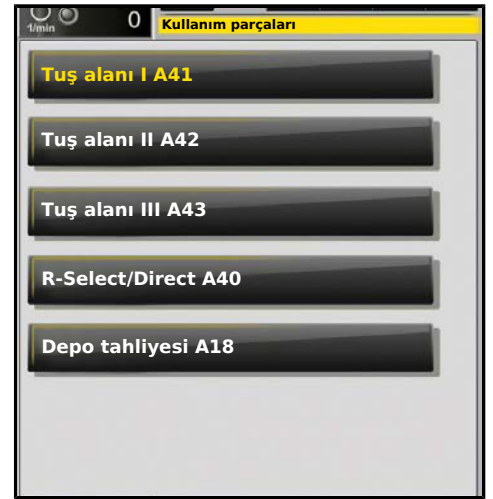 1/min 0 Kullanım parçaları
Tuş alanı I A41
Tuş alanı II A42
Tuş alanı III A43
R-Select/Direct A40
Depo tahliyesi A18